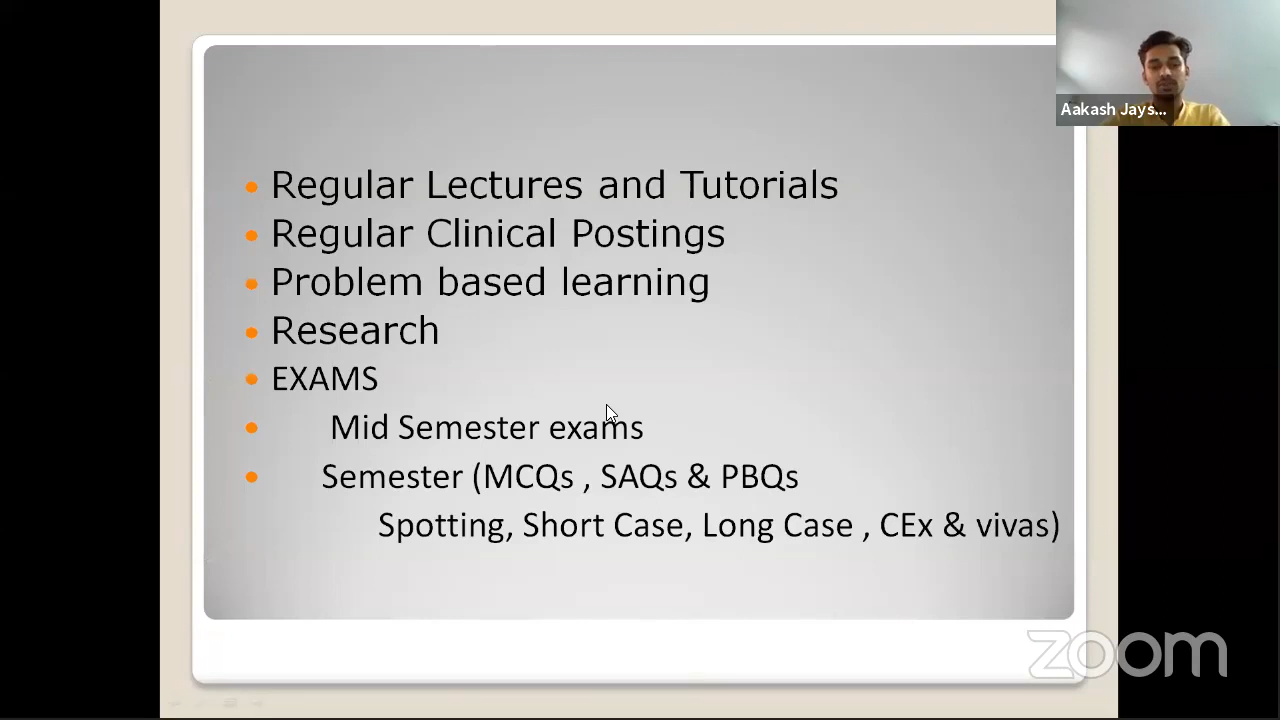 Aakash Jays...
• Regular Lectures and Tutorials
• Regular Clinical Postings
• Problem based learning
• Research
• EXAMS
• Mid Semester exams
• Semester (MCQs , SAQs & PBQs
Spotting, Short Case, Long Case , CEx & vivas)
zoom